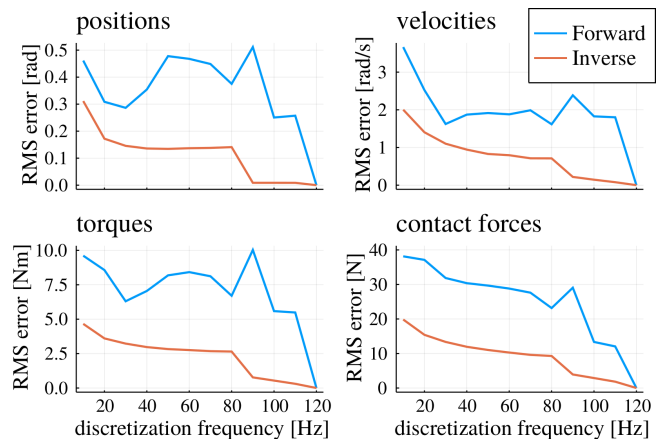 positions
velocities
Forward
Inverse
RMS error [rad]
0.5
0.4
0.3
0.2
0.1
0.0
RMS error [rad/s]
3
2
1
0
torques
contact forces
RMS error [Nm]
10.0
7.5
5.0
2.5
0.0
20 40 60 80 100 120
discretization frequency [Hz]
RMS error [N]
40
30
20
10
0
20 40 60 80 100 120
discretization frequency [Hz]